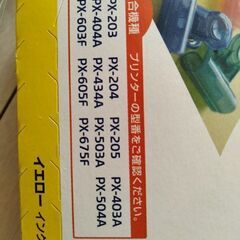 合機種
プリンターの型番をご確認ください。
PX-203 PX-204 PX-205 PX-403A
PX-404A PX-434A PX-503A PX-504A
PX-603F PX-605F PX-675F
イエロー インク